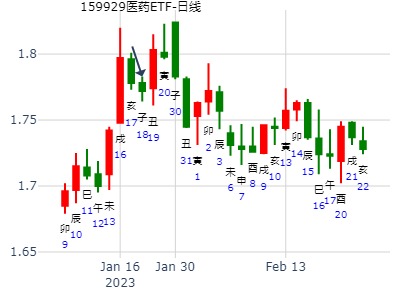 159929医药ETF-日线
1.8
1.75
1.7
1.65
卯
9
辰
10
巳
11
午
12
未
13
戌
16
亥
17
子
18
丑
19
寅
20
子
30
丑
31
寅
1
卯
2
辰
3
未
6
申
7
酉
8
戌
9
亥
10
寅
13
卯
14
辰
15
巳
16
午
17
酉
20
戌
21
亥
22
Jan 16
2023
Jan 30
Feb 13